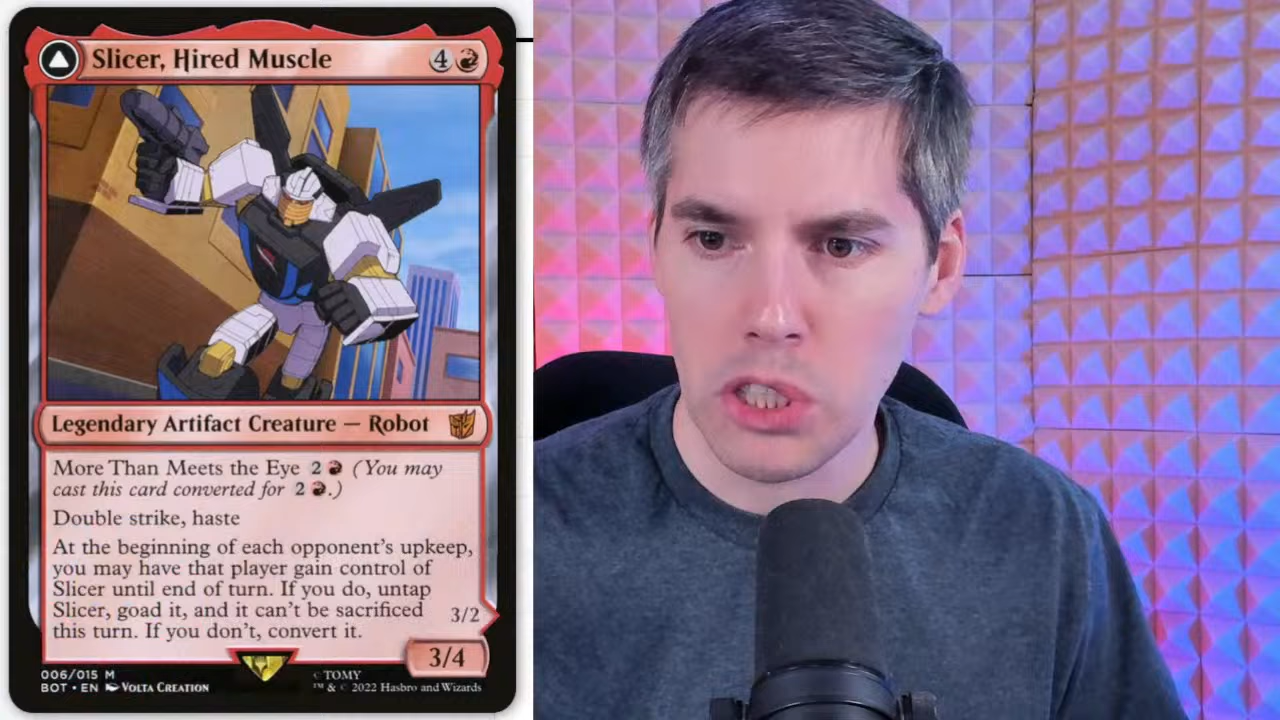 Slicer, Hired Muscle 4
Legendary Artifact Creature — Robot
More Than Meets the Eye 2 (You may
cast this card converted for 2 .)
Double strike, haste
At the beginning of each opponent's upkeep,
you may have that player gain control of
Slicer until end of turn. If you do, untap
Slicer, goad it, and it can't be sacrificed
this turn. If you don't, convert it.
3/2
3/4
006/015 M
BOT • EN Volta Creation
© TOMY
™ & © 2022 Hasbro and Wizards